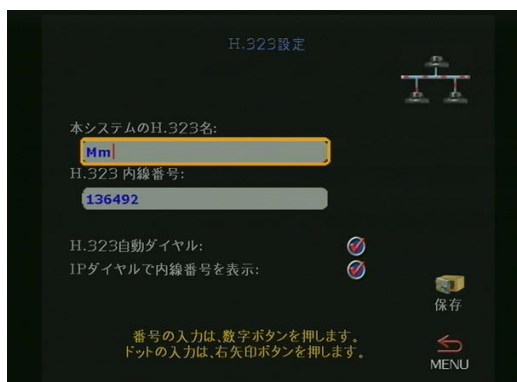 H.323設定
本システムのH.323名:
Mm
H.323 内線番号:
136492
H.323自動ダイヤル:
IPダイヤルで内線番号を表示:
保存
番号の入力は、数字ボタンを押します。
ドットの入力は、右矢印ボタンを押します。
MENU